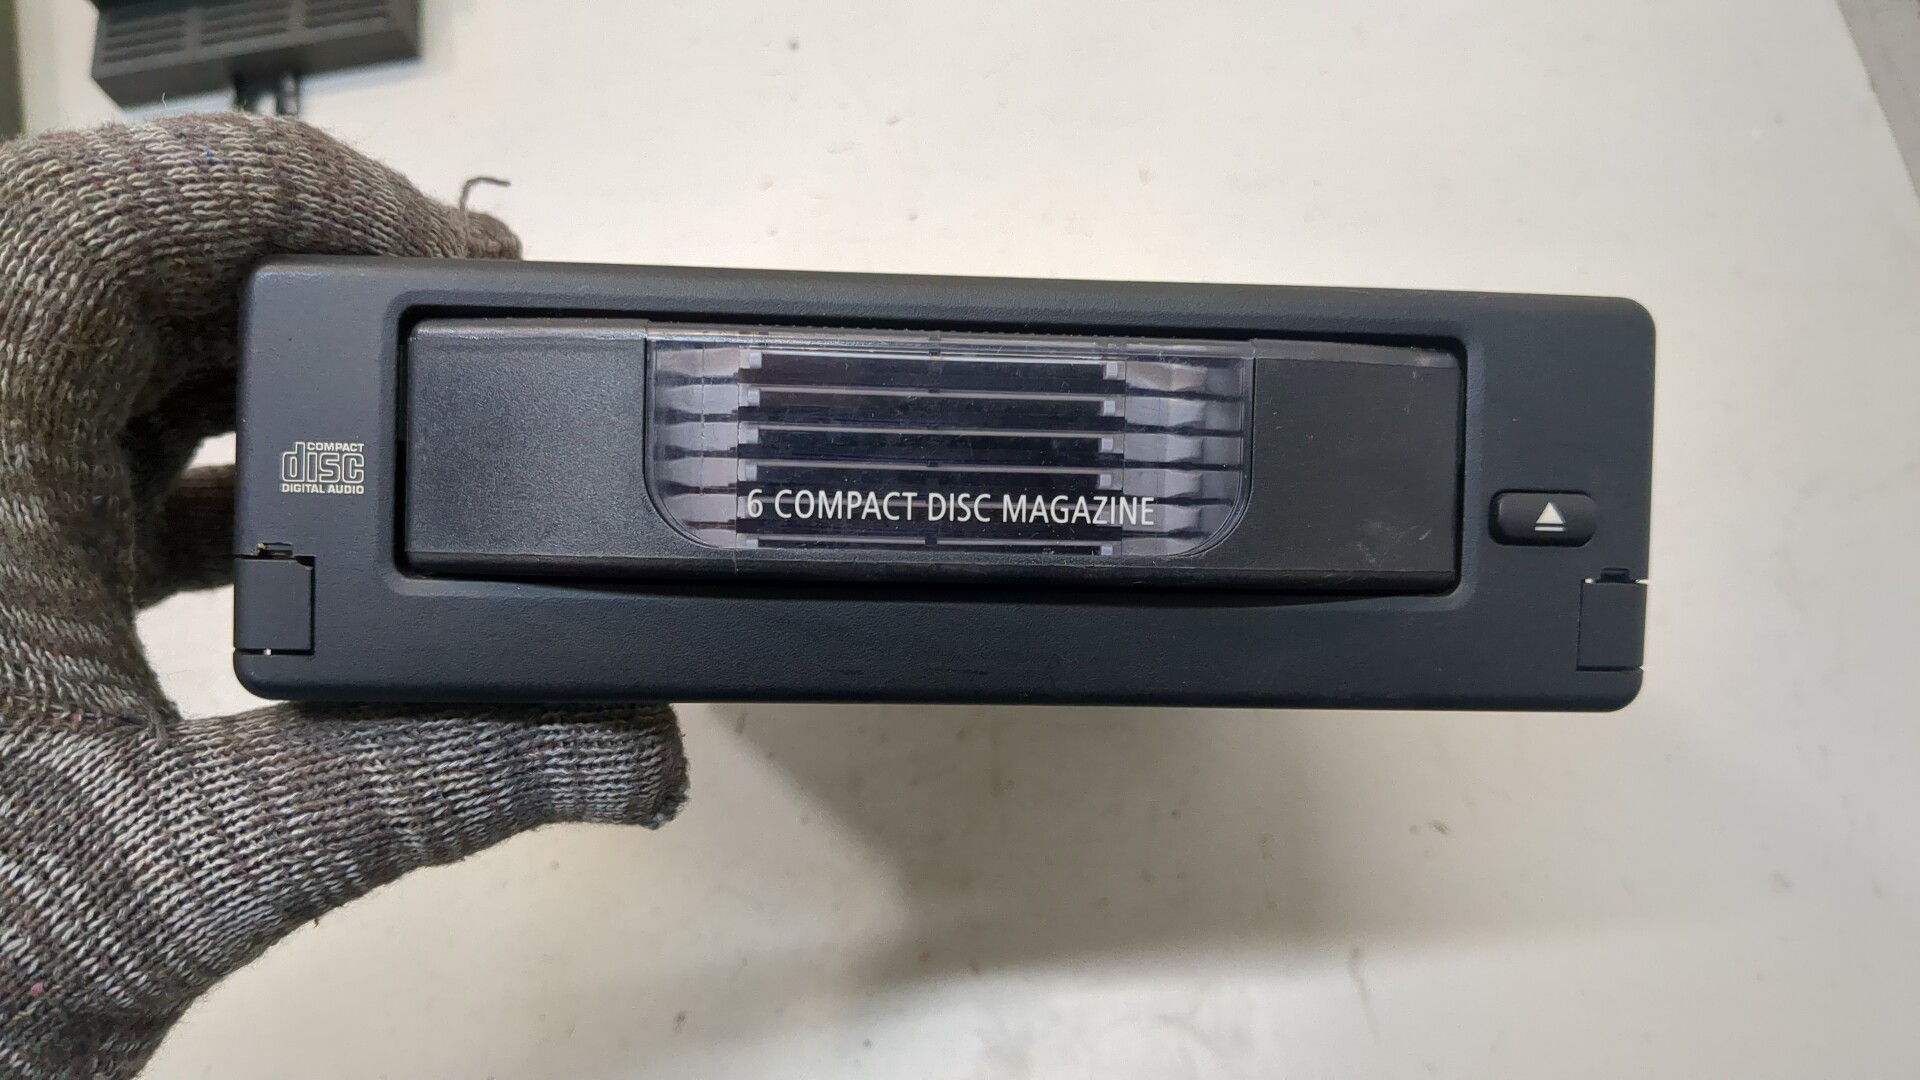 COMPACT
disc
DIGITAL AUDIO
6 COMPACT DISC MAGAZINE